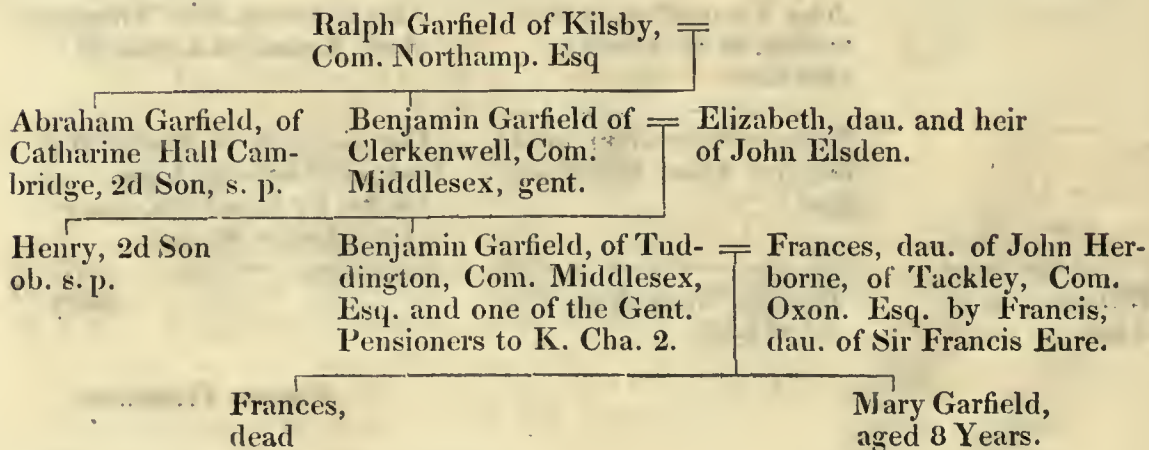 Ralph Garfield of Kilsby,
Com. Northamp. Esq
Abraham Garfield, of
Catharine Hall Cam-
bridge, 2d Son, s. p.
Benjamin Garfield of
Clerkenwell, Com.
Middlesex, gent.
Elizabeth, dau. and heir
of John Elsden.
Henry, 2d Son
ob. s. p.
Benjamin Garfield, of Tud-
dington, Com. Middlesex,
Esq. and one of the Gent.
Pensioners to K. Cha. 2.
Frances, dau. of John Her-
borne, of Tackley, Com.
Oxon. Esq. by Francis,
dau. of Sir Francis Eure.
Frances,
dead
Mary Garfield,
aged 8 Years.